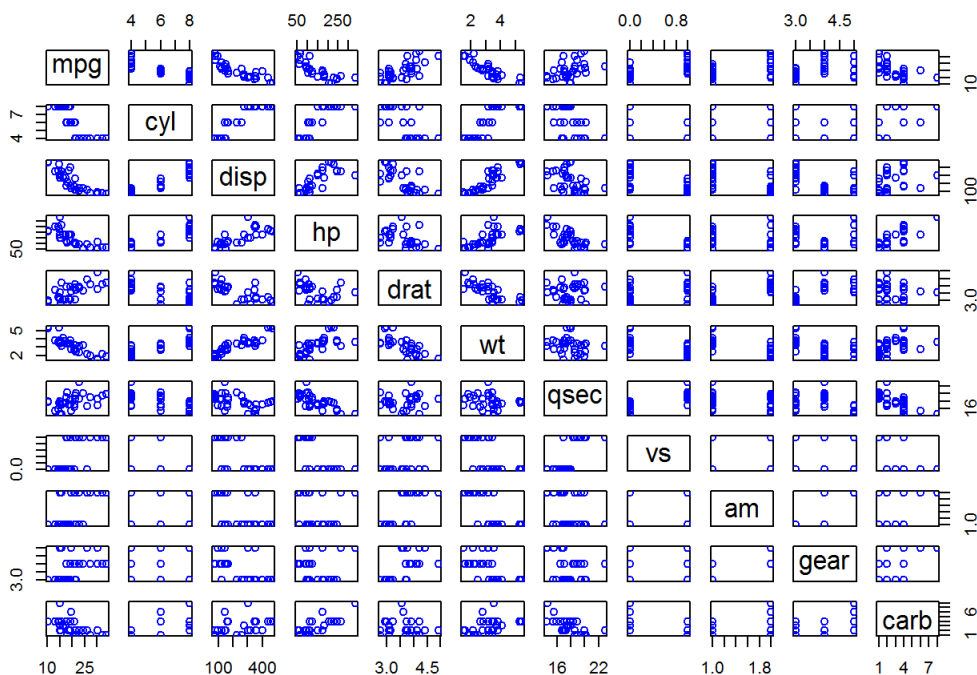 4 6 8 50 250 2 4 0.0 0.8 3.0 4.5
mpg 10
4 7 cyl
disp 100
50 hp
drat 3.0
2 5 wt
qsec 16
0.0 vs
am 1.0
3.0 gear
carb 1 6
10 25 100 400 3.0 4.5 16 22 1.0 1.8 1 4 7